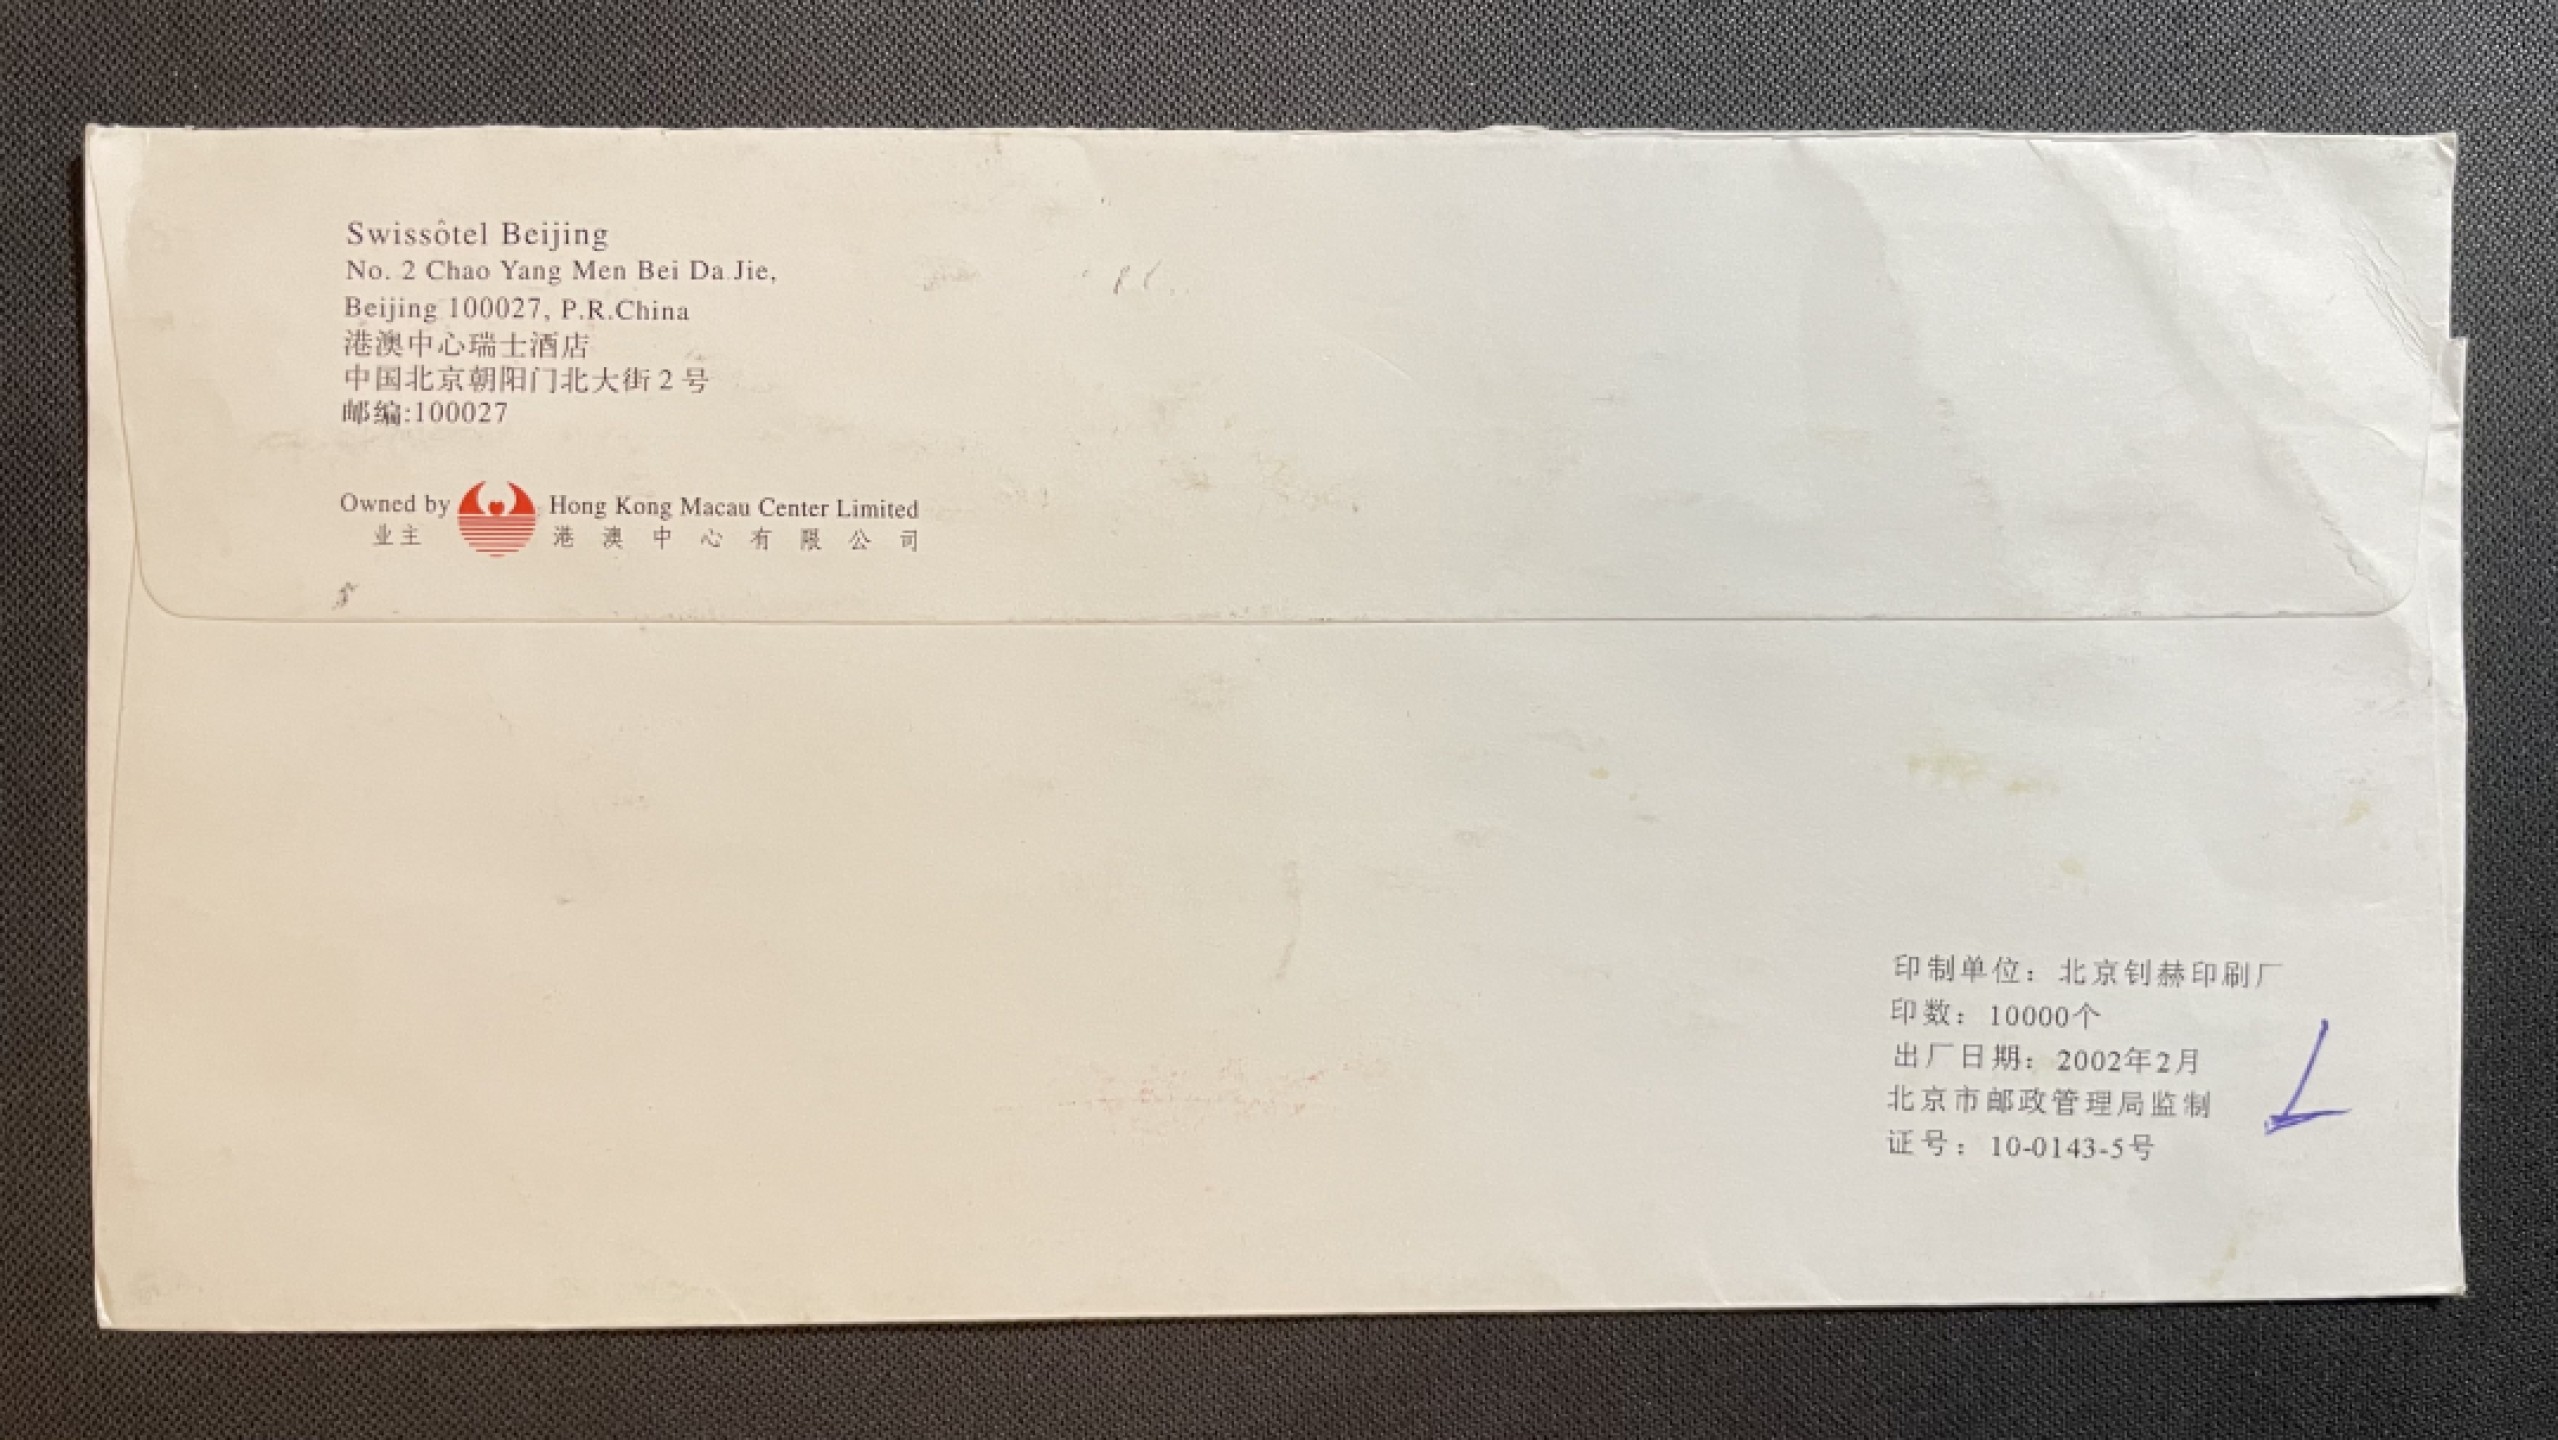 Swissôtel Beijing
No. 2 Chao Yang Men Bei Da Jie,
Beijing 100027, P.R.China
港澳中心瑞士酒店
中国北京朝阳门北大街2号
邮编:100027
Owned by Hong Kong Macau Center Limited
业主 港澳中心有限公司
印制单位：北京钊赫印刷厂
印数：10000个
出厂日期：2002年2月
北京市邮政管理局监制
证号：10-0143-5号